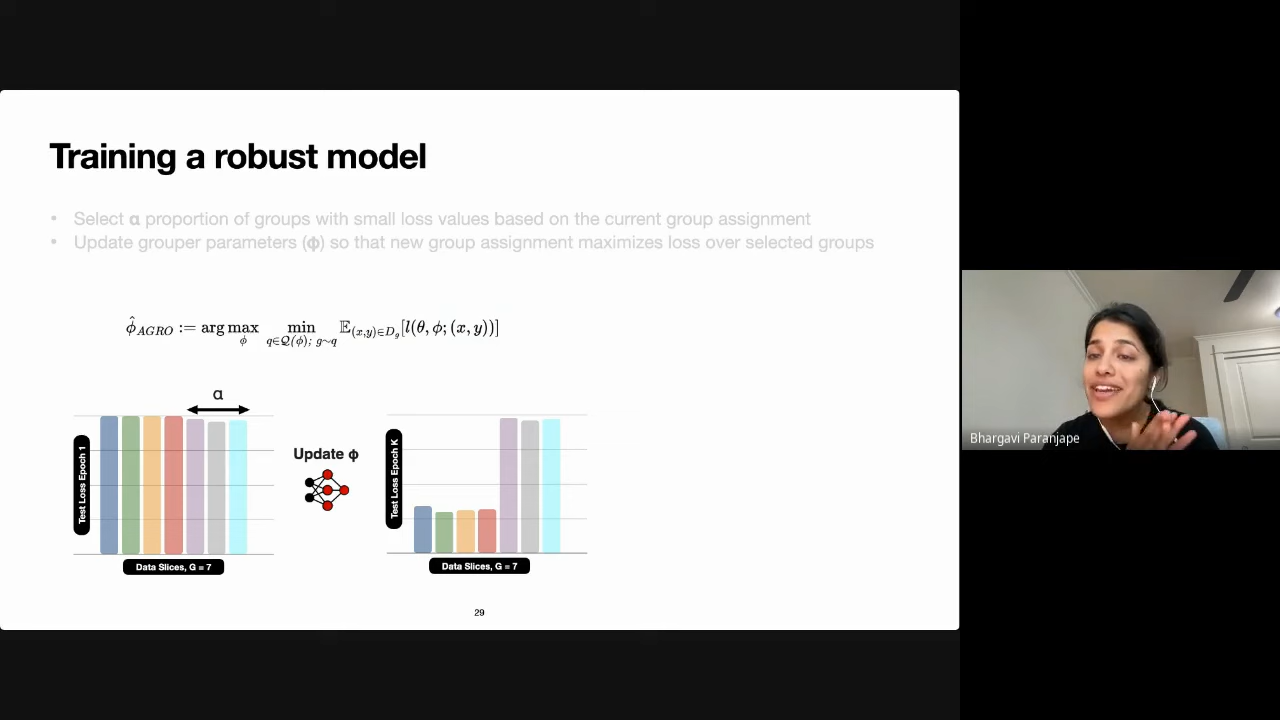 Training a robust model
• Select α proportion of groups with small loss values based on the current group assignment
• Update grouper parameters (ϕ) so that new group assignment maximizes loss over selected groups
ϕ̂_AGRO := arg max_ϕ min_{q∈Q(ϕ); g∼q} 𝔼_{(x,y)∈D_g}[l(θ, ϕ; (x, y))]
α
Test Loss Epoch 1
Data Slices, G = 7
Update ϕ
Test Loss Epoch K
Data Slices, G = 7
29
Bhargavi Paranjape